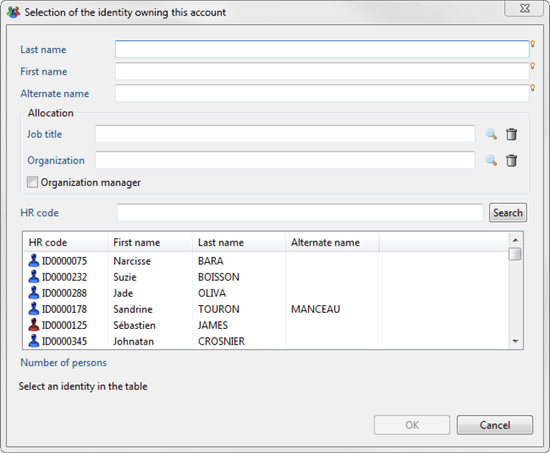 Selection of the identity owning this account
Last name
First name
Alternate name
Allocation
Job title
Organization
Organization manager
HR code
Search
HR code First name Last name Alternate name
ID0000075 Narcisse BARA
ID0000232 Suzie BOISSON
ID0000288 Jade OLIVA
ID0000178 Sandrine TOURON MANCEAU
ID0000125 Sébastien JAMES
ID0000345 Johnatan CROSNIER
Number of persons
Select an identity in the table
OK Cancel